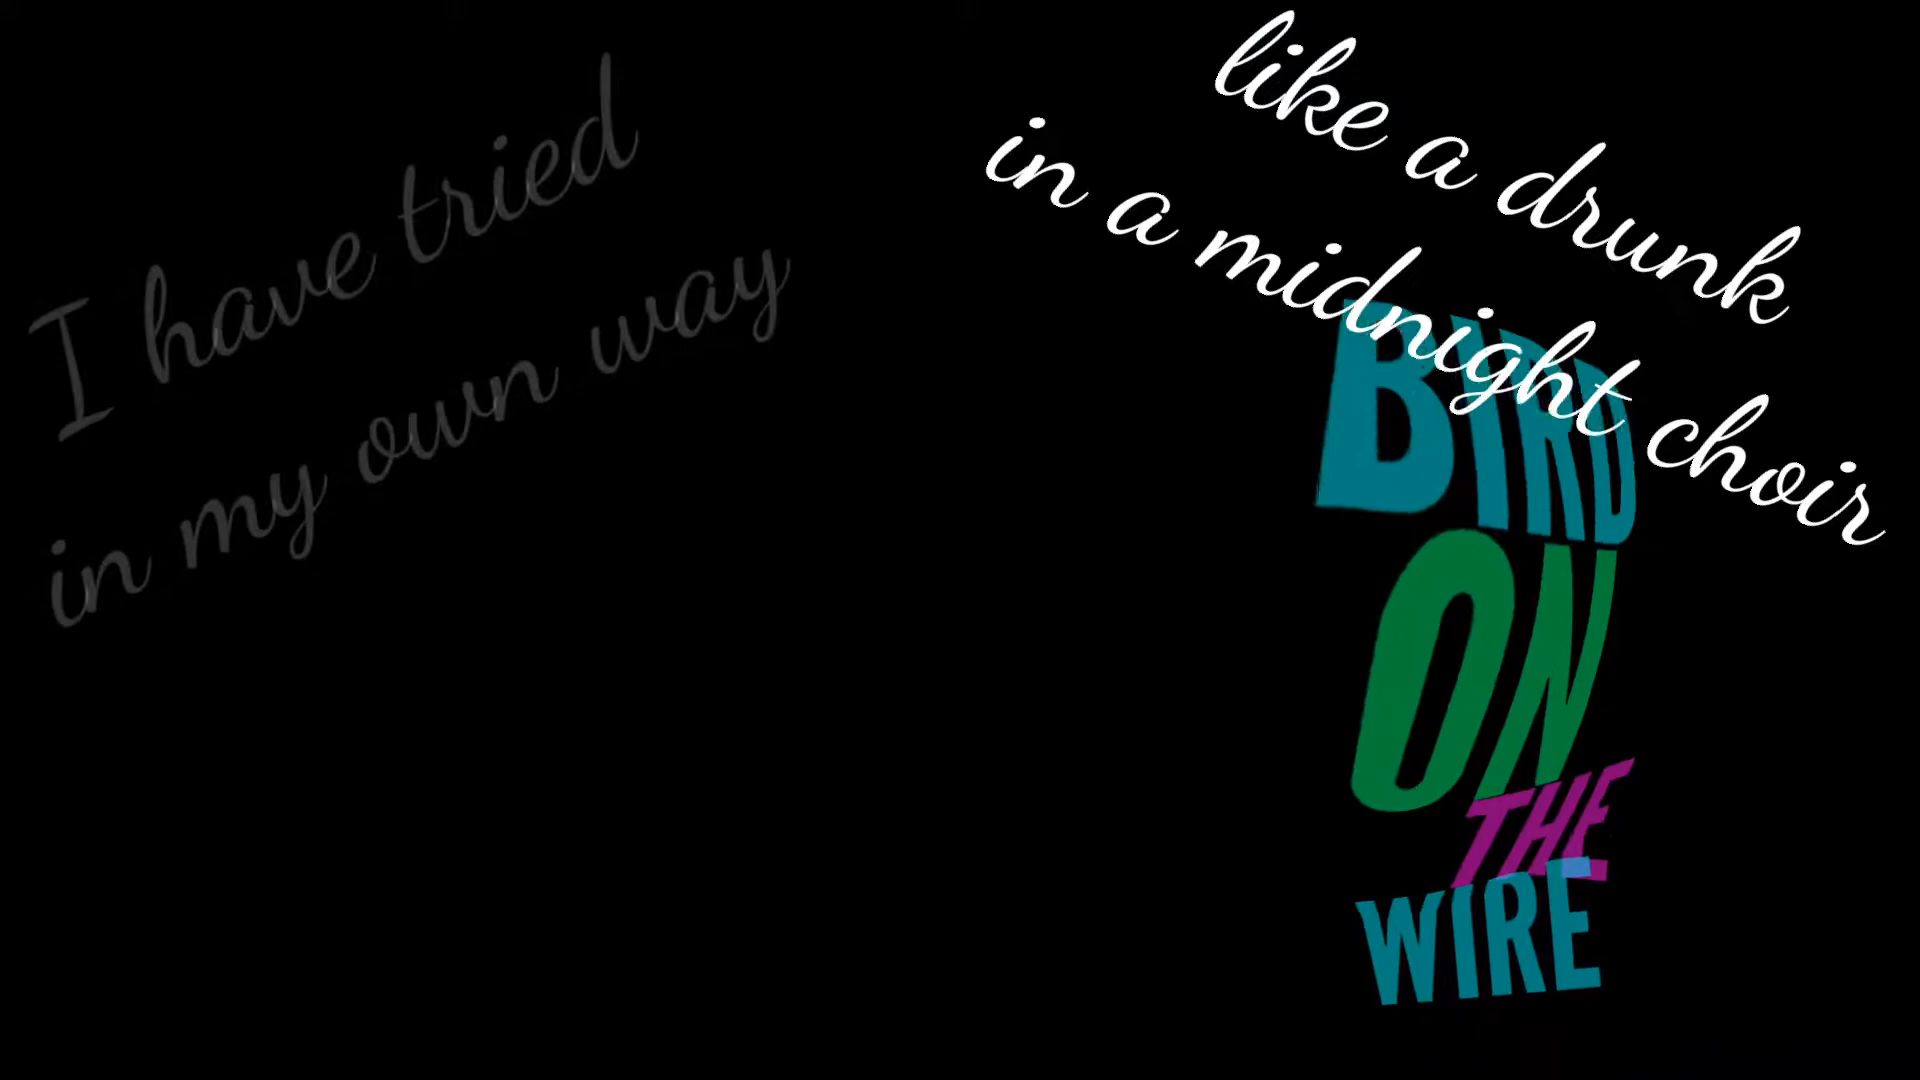 I have tried
in my own way
like a drunk
in a midnight choir
BIRD
ON
THE
WIRE